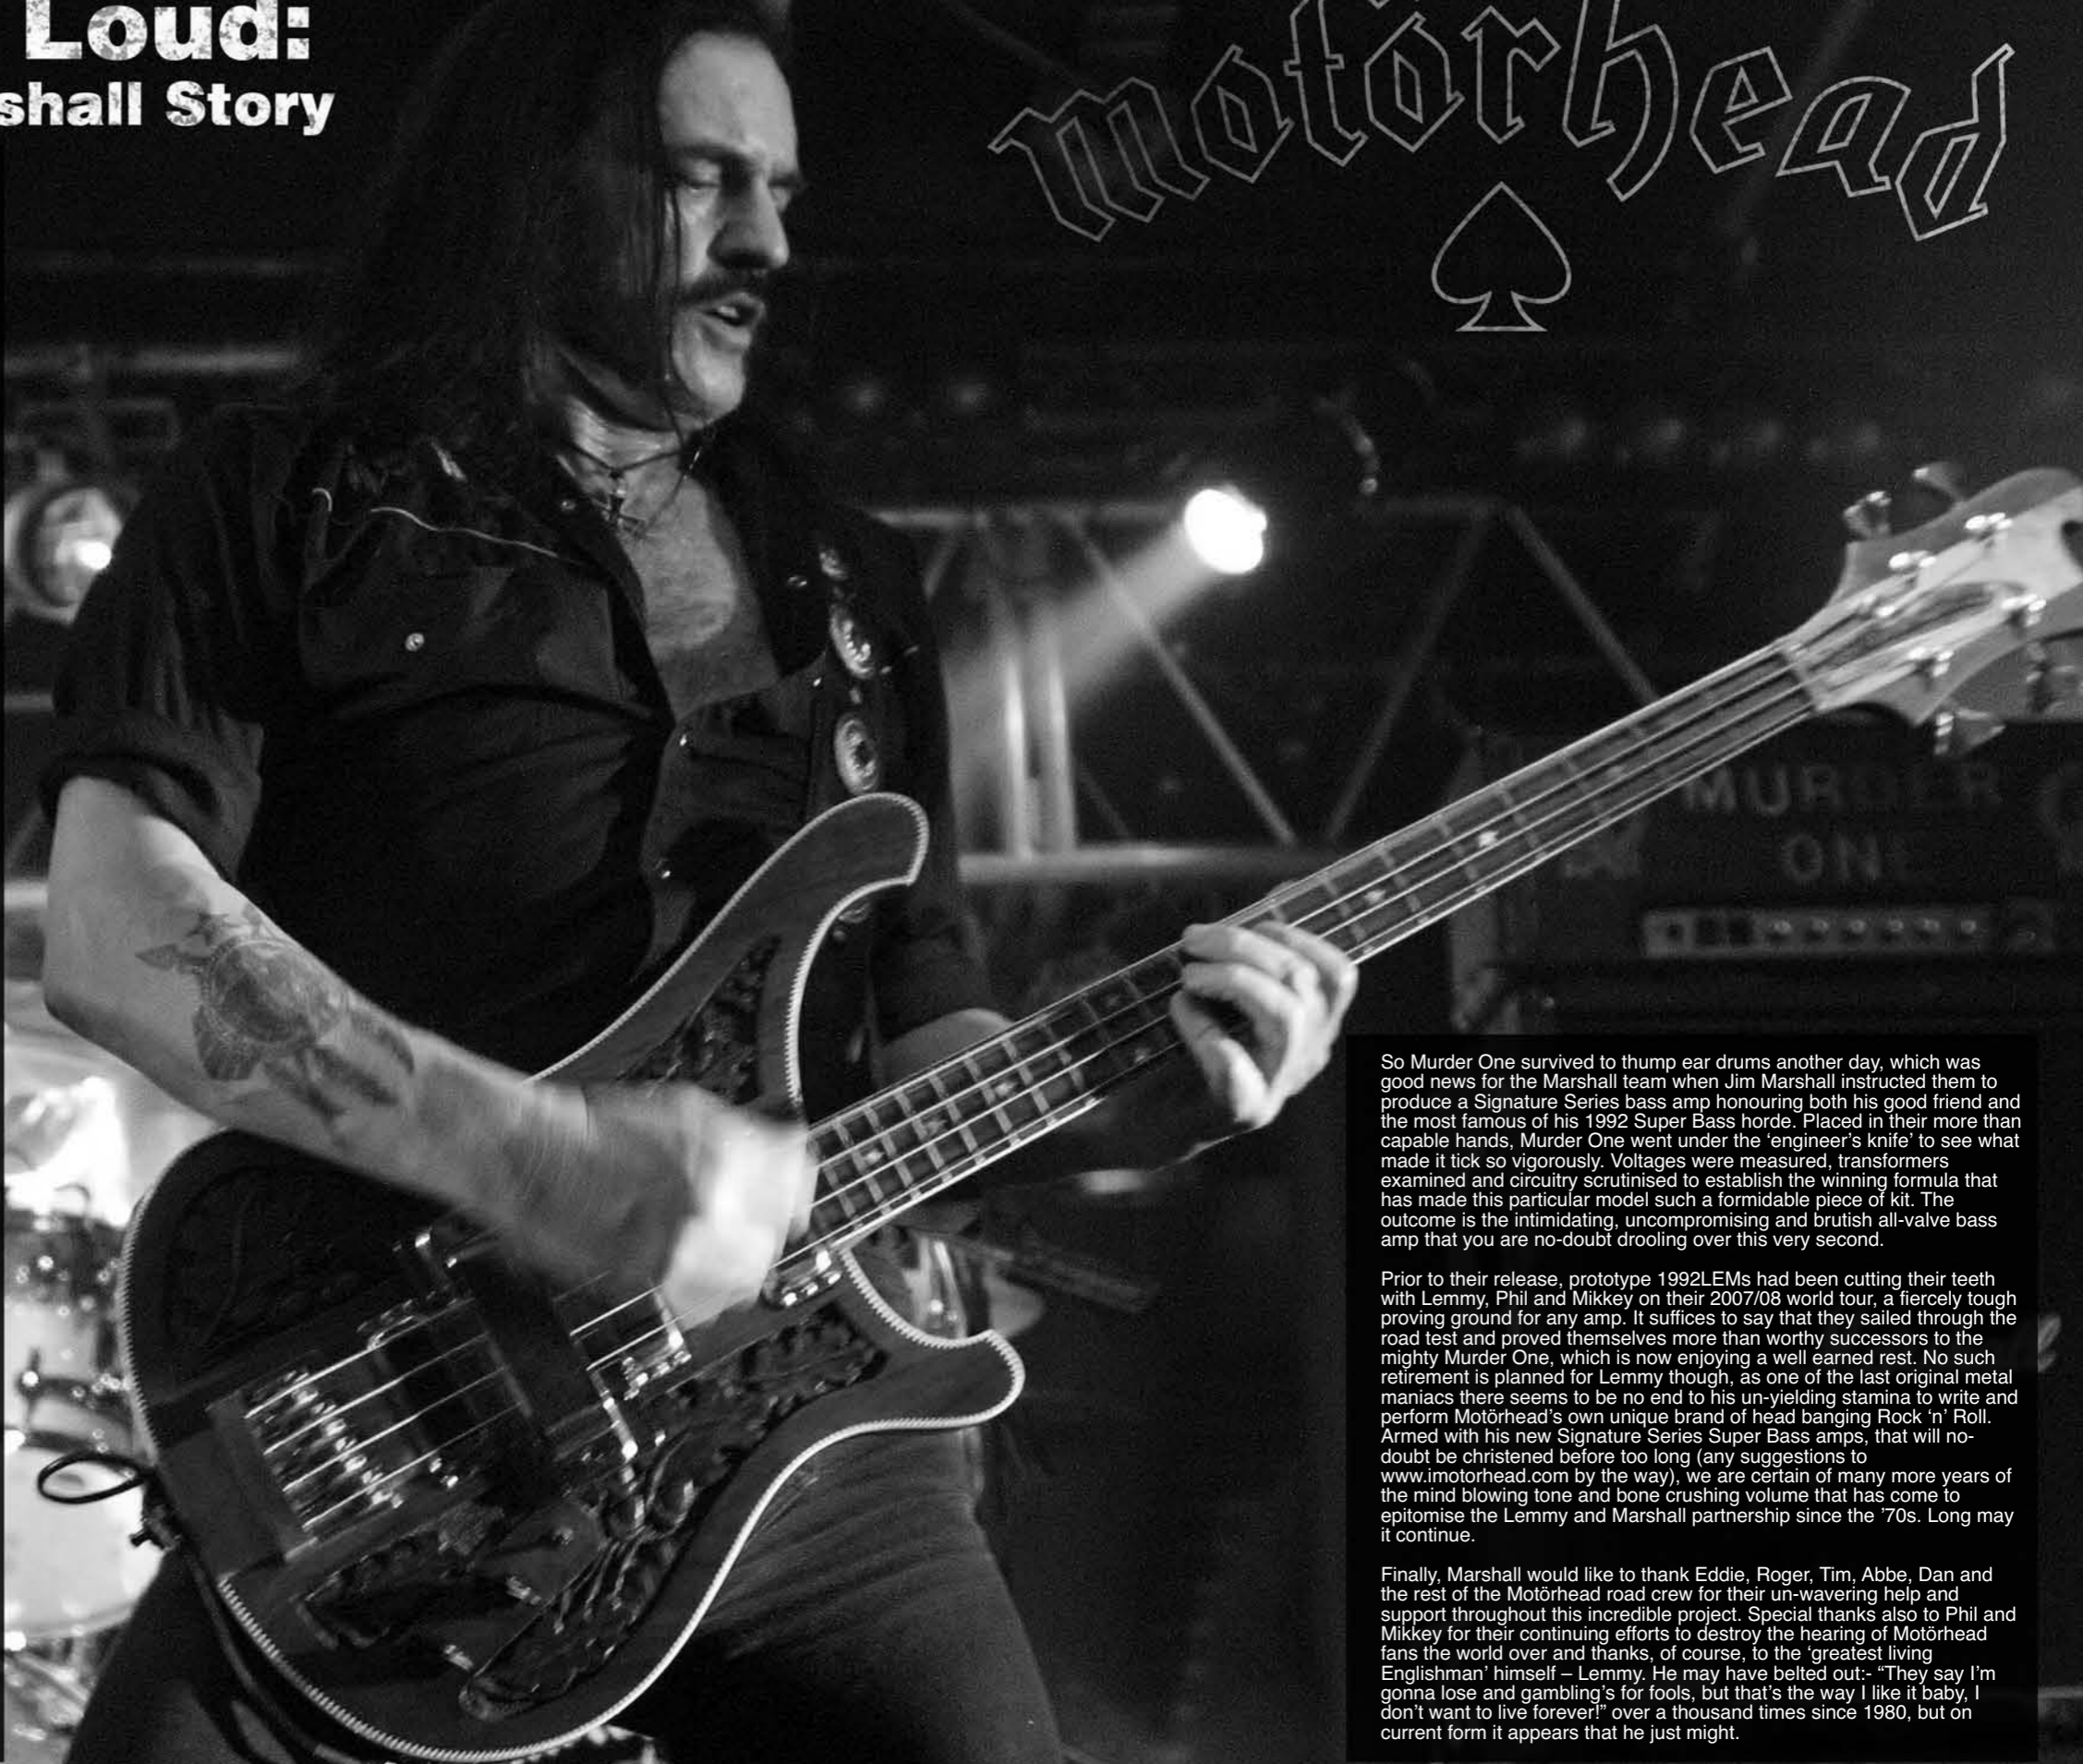 Loud:
shall Story
motörhead
MURDER
ONE
So Murder One survived to thump ear drums another day, which was
good news for the Marshall team when Jim Marshall instructed them to
produce a Signature Series bass amp honouring both his good friend and
the most famous of his 1992 Super Bass horde. Placed in their more than
capable hands, Murder One went under the ‘engineer’s knife’ to see what
made it tick so vigorously. Voltages were measured, transformers
examined and circuitry scrutinised to establish the winning formula that
has made this particular model such a formidable piece of kit. The
outcome is the intimidating, uncompromising and brutish all-valve bass
amp that you are no-doubt drooling over this very second.
Prior to their release, prototype 1992LEMs had been cutting their teeth
with Lemmy, Phil and Mikkey on their 2007/08 world tour, a fiercely tough
proving ground for any amp. It suffices to say that they sailed through the
road test and proved themselves more than worthy successors to the
mighty Murder One, which is now enjoying a well earned rest. No such
retirement is planned for Lemmy though, as one of the last original metal
maniacs there seems to be no end to his un-yielding stamina to write and
perform Motörhead’s own unique brand of head banging Rock ‘n’ Roll.
Armed with his new Signature Series Super Bass amps, that will no-
doubt be christened before too long (any suggestions to
www.imotorhead.com by the way), we are certain of many more years of
the mind blowing tone and bone crushing volume that has come to
epitomise the Lemmy and Marshall partnership since the ’70s. Long may
it continue.
Finally, Marshall would like to thank Eddie, Roger, Tim, Abbe, Dan and
the rest of the Motörhead road crew for their un-wavering help and
support throughout this incredible project. Special thanks also to Phil and
Mikkey for their continuing efforts to destroy the hearing of Motörhead
fans the world over and thanks, of course, to the ‘greatest living
Englishman’ himself – Lemmy. He may have belted out:- “They say I’m
gonna lose and gambling’s for fools, but that’s the way I like it baby, I
don’t want to live forever!” over a thousand times since 1980, but on
current form it appears that he just might.